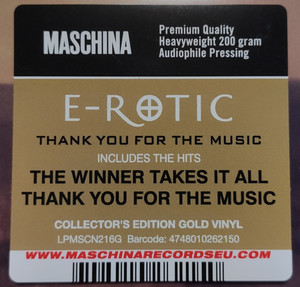 MASCHINA
Premium Quality
Heavyweight 200 gram
Audiophile Pressing
E-ROTIC
THANK YOU FOR THE MUSIC
INCLUDES THE HITS
THE WINNER TAKES IT ALL
THANK YOU FOR THE MUSIC
COLLECTOR'S EDITION GOLD VINYL
LPMSCN216G Barcode: 4748010262150
WWW.MASCHINARECORDSEU.COM